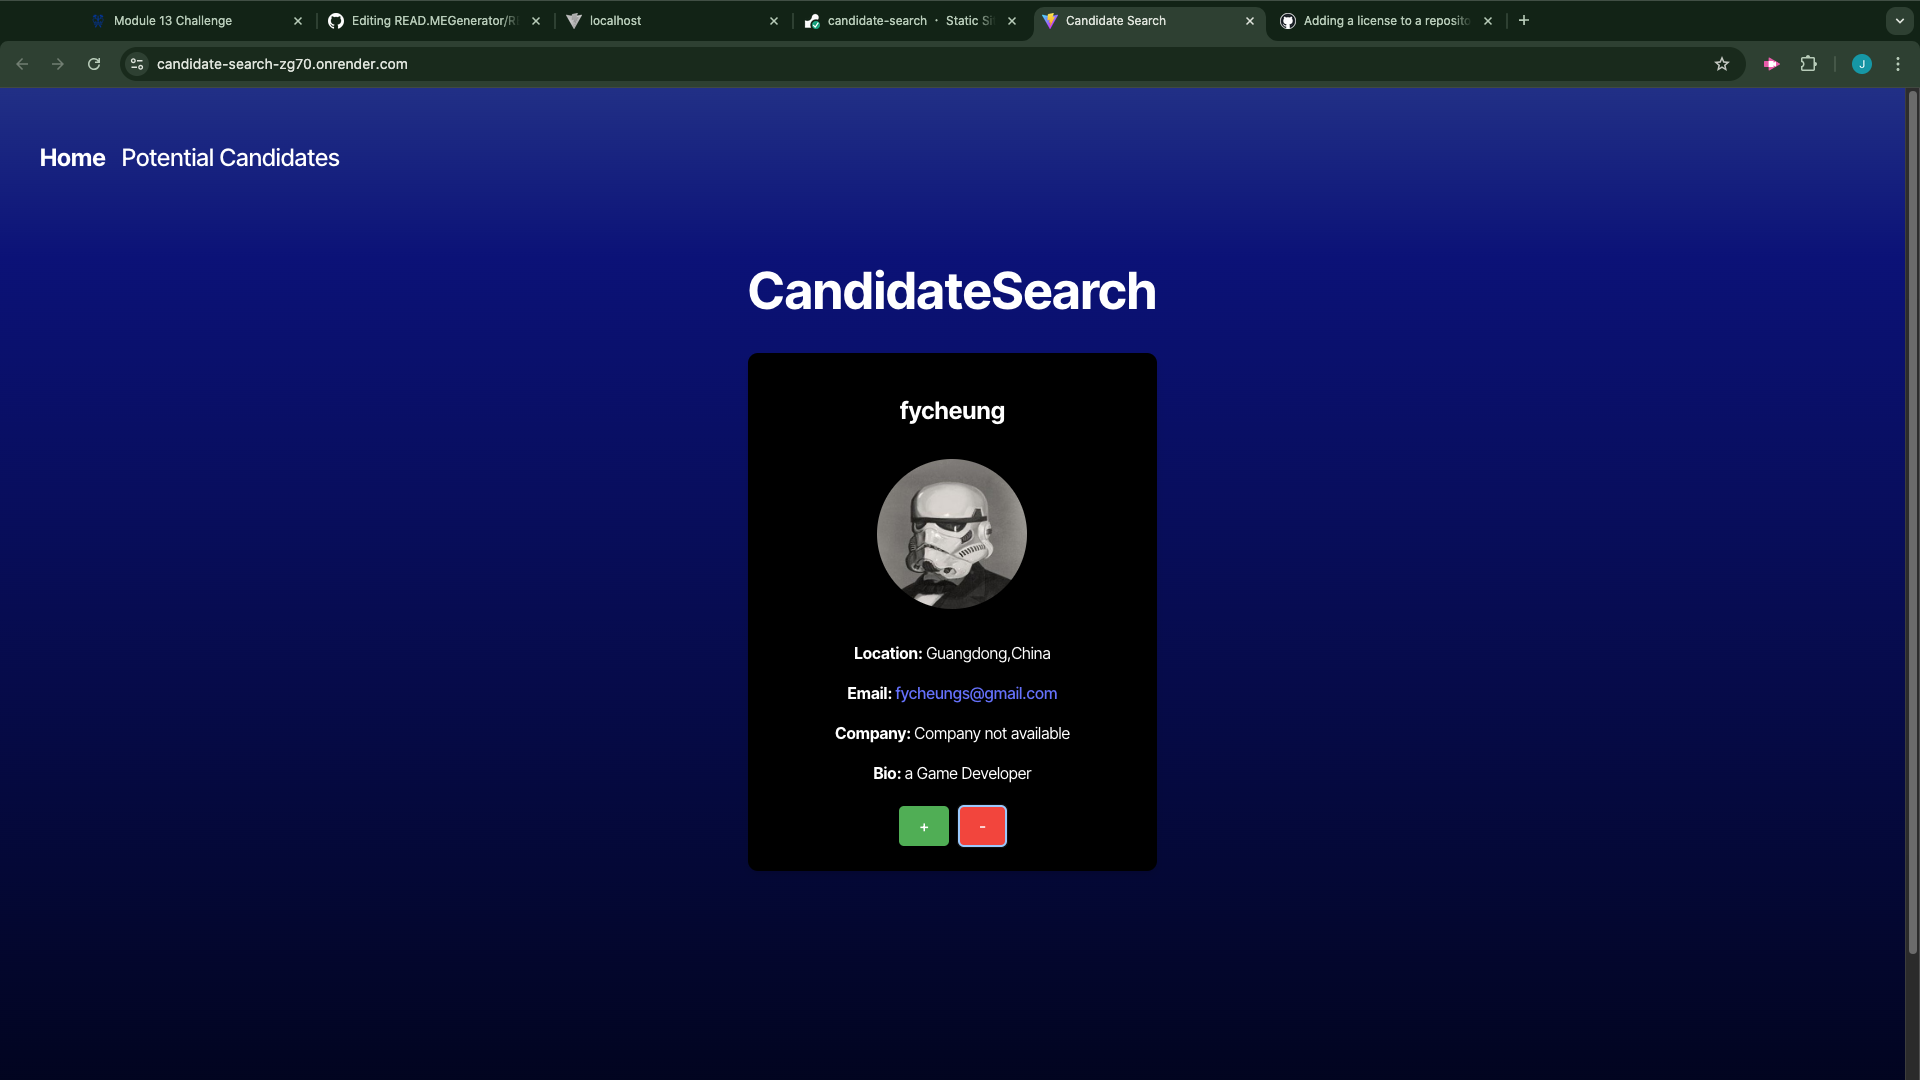 Module 13 Challenge
Editing READ.MEGenerator/R
localhost
candidate-search · Static Si
Candidate Search
Adding a license to a reposito
candidate-search-zg70.onrender.com
J
Home Potential Candidates
CandidateSearch
fycheung
Location: Guangdong,China
Email: fycheungs@gmail.com
Company: Company not available
Bio: a Game Developer
+ -